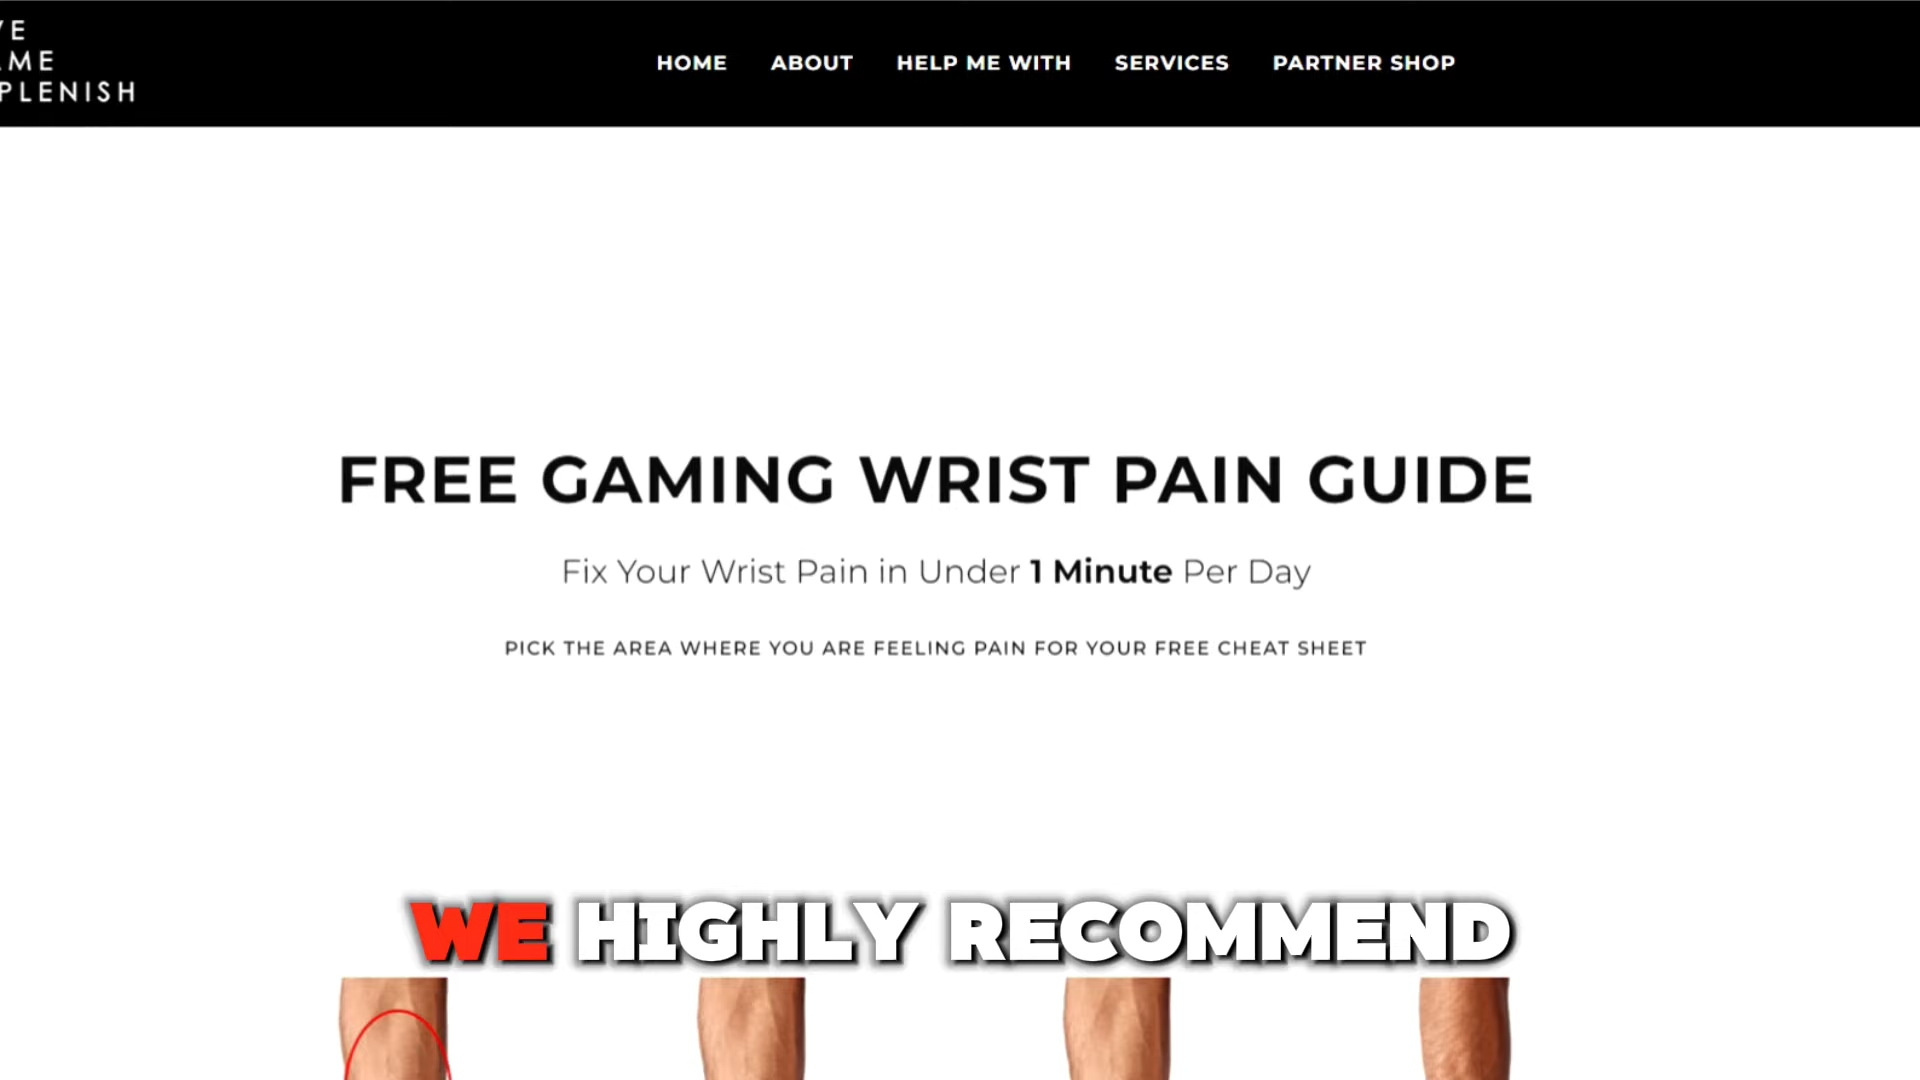 HOME ABOUT HELP ME WITH SERVICES PARTNER SHOP
FREE GAMING WRIST PAIN GUIDE
Fix Your Wrist Pain in Under 1 Minute Per Day
PICK THE AREA WHERE YOU ARE FEELING PAIN FOR YOUR FREE CHEAT SHEET
WE HIGHLY RECOMMEND